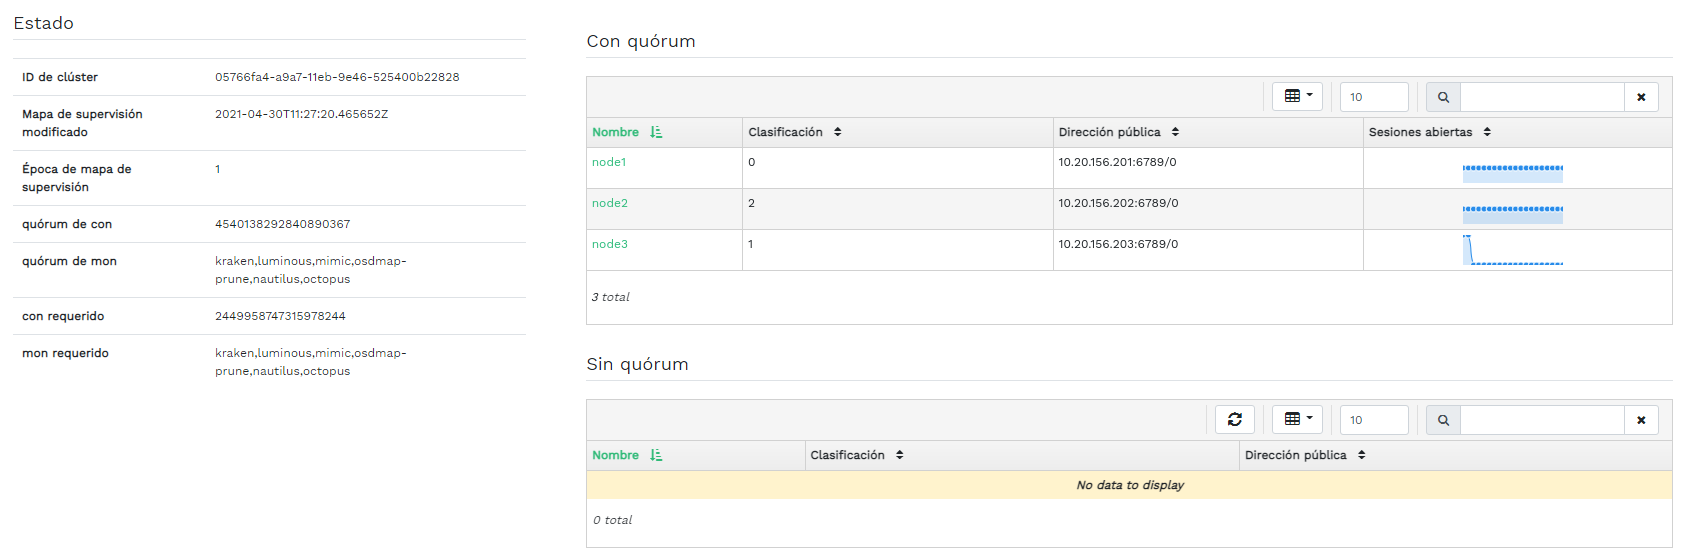 Estado
ID de clúster 05766fa4-a9a7-11eb-9e46-525400b22828
Mapa de supervisión modificado 2021-04-30T11:27:20.465652Z
Época de mapa de supervisión 1
quórum de con 4540138292840890367
quórum de mon kraken,luminous,mimic,osdmap-
prune,nautilus,octopus
con requerido 2449958747315978244
mon requerido kraken,luminous,mimic,osdmap-
prune,nautilus,octopus
Con quórum
10
Nombre Clasificación Dirección pública Sesiones abiertas
node1 0 10.20.156.201:6789/0
node2 2 10.20.156.202:6789/0
node3 1 10.20.156.203:6789/0
3 total
Sin quórum
10
Nombre Clasificación Dirección pública
No data to display
0 total